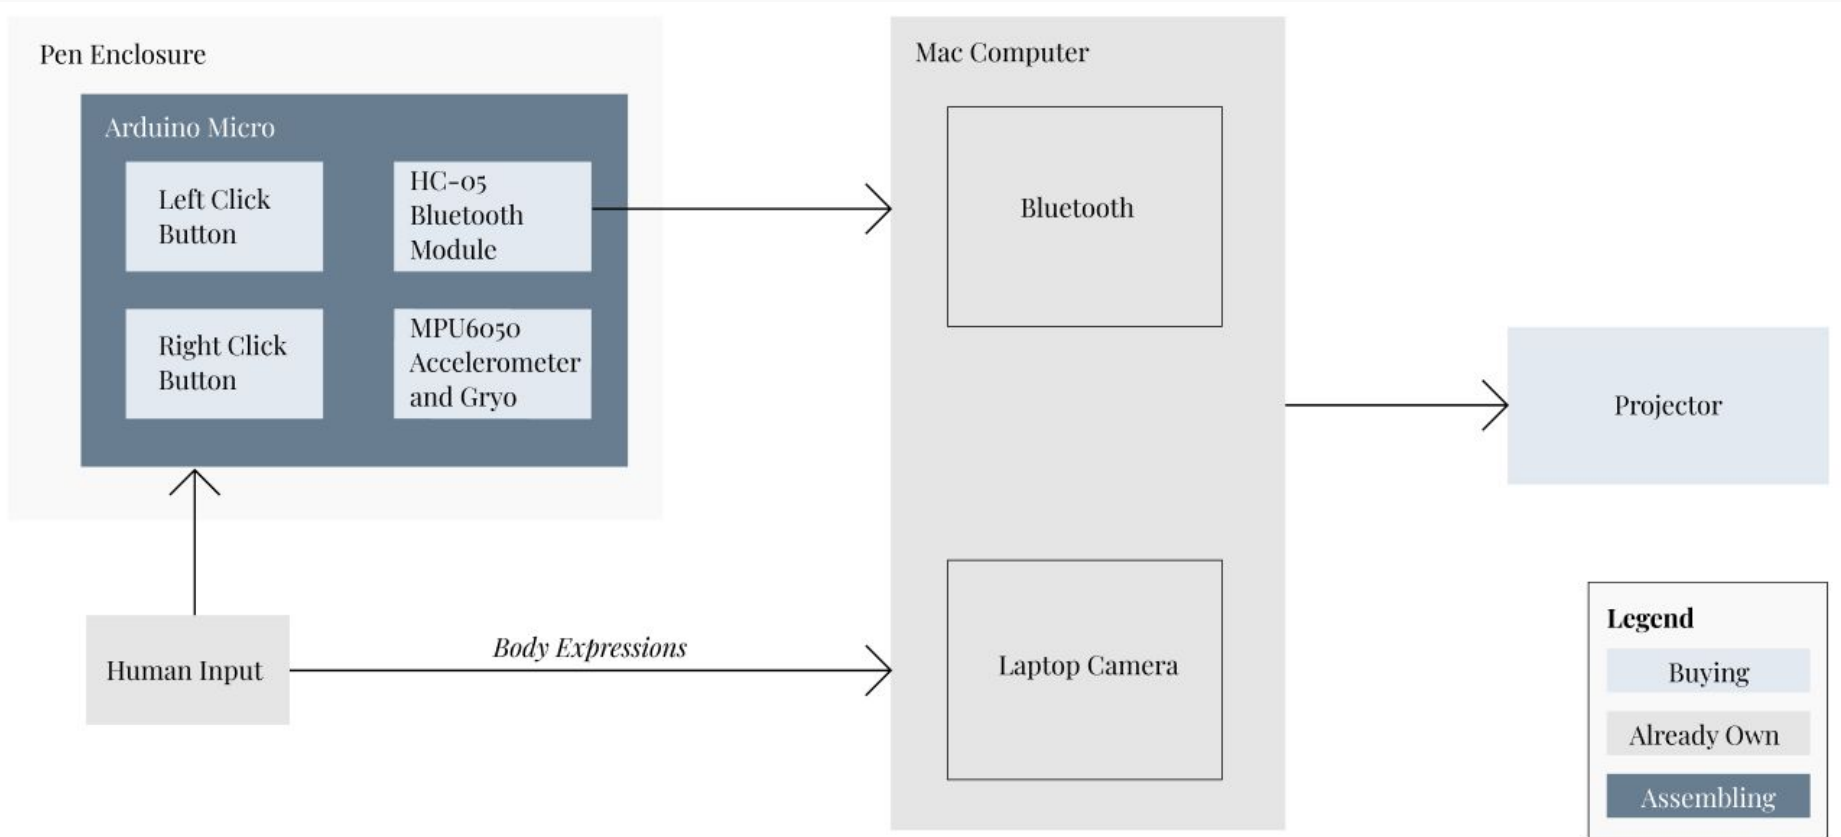 Pen Enclosure
Arduino Micro
Left Click
Button
HC-05
Bluetooth
Module
Right Click
Button
MPU6050
Accelerometer
and Gryo
Human Input
Body Expressions
Mac Computer
Bluetooth
Laptop Camera
Projector
Legend
Buying
Already Own
Assembling